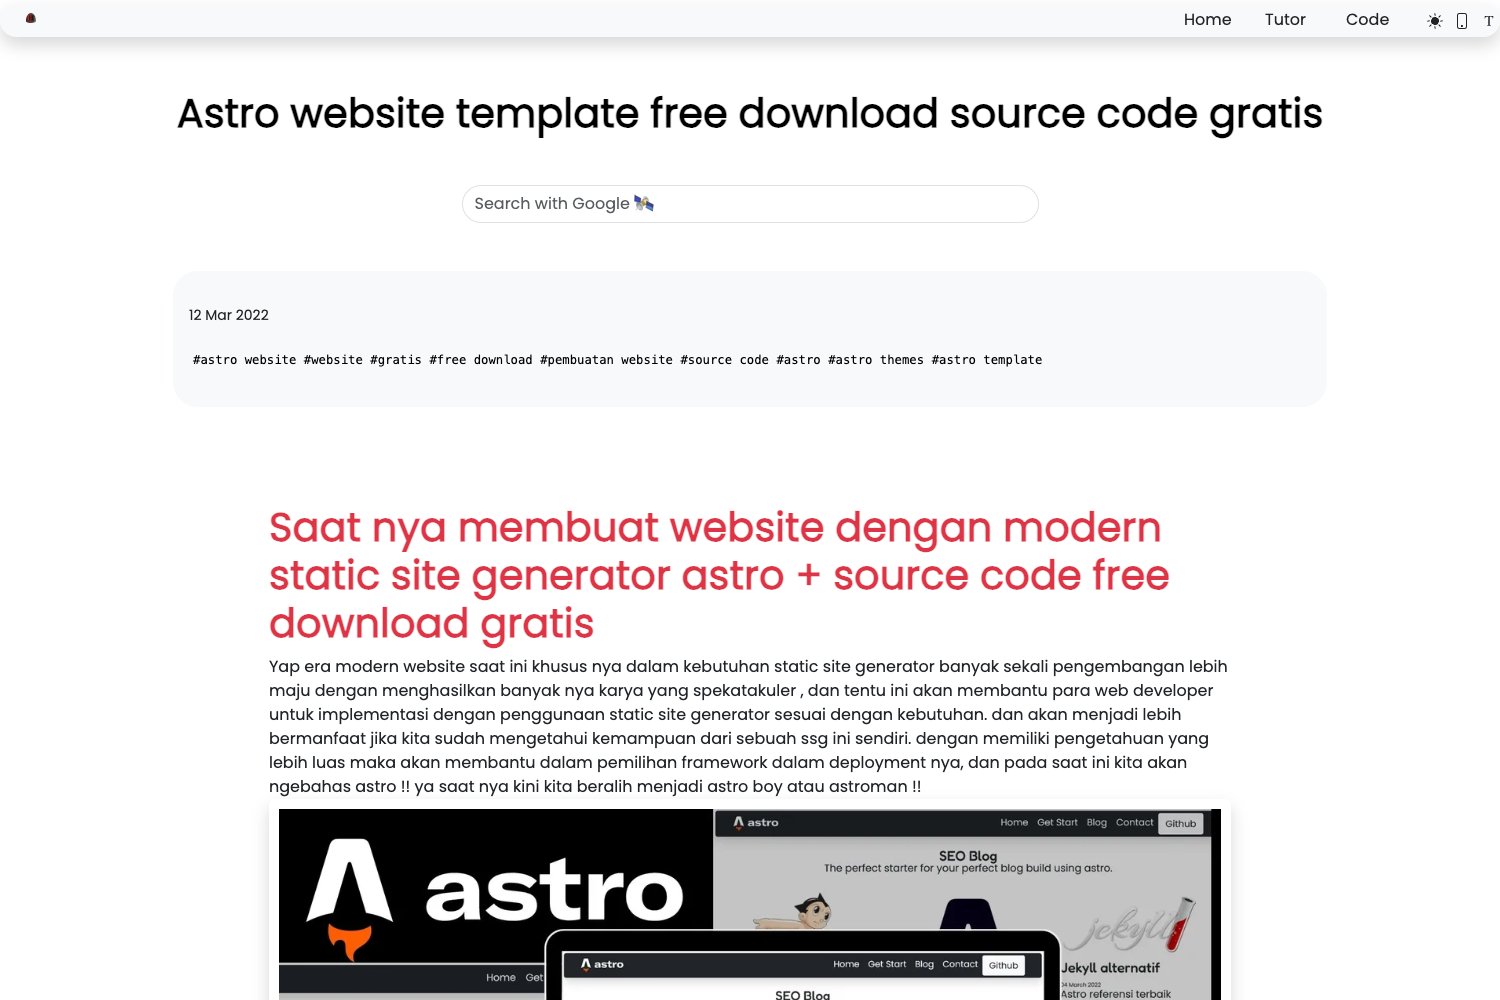 Home Tutor Code T
Astro website template free download source code gratis
Search with Google
12 Mar 2022
#astro website #website #gratis #free download #pembuatan website #source code #astro #astro themes #astro template
Saat nya membuat website dengan modern
static site generator astro + source code free
download gratis
Yap era modern website saat ini khusus nya dalam kebutuhan static site generator banyak sekali pengembangan lebih
maju dengan menghasilkan banyak nya karya yang spekatakuler , dan tentu ini akan membantu para web developer
untuk implementasi dengan penggunaan static site generator sesuai dengan kebutuhan. dan akan menjadi lebih
bermanfaat jika kita sudah mengetahui kemampuan dari sebuah ssg ini sendiri. dengan memiliki pengetahuan yang
lebih luas maka akan membantu dalam pemilihan framework dalam deployment nya, dan pada saat ini kita akan
ngebahas astro !! ya saat nya kini kita beralih menjadi astro boy atau astroman !!
astro
astro Home Get Start Blog Contact Github
SEO Blog
The perfect starter for your perfect blog build using astro.
jekyll
Jekyll alternatif
04 March 2022
Astro referensi terbaik
Home Get
astro Home Get Start Blog Contact Github
SEO Blog